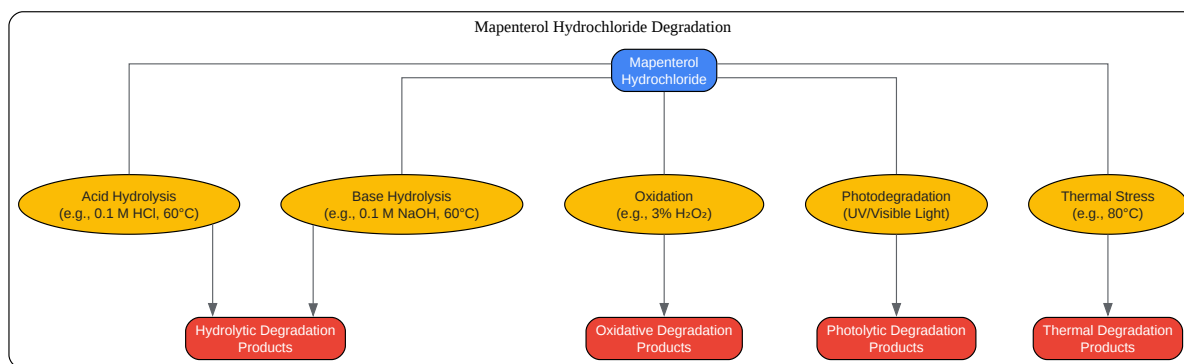 Mapenterol Hydrochloride Degradation
Mapenterol
Hydrochloride
Acid Hydrolysis
(e.g., 0.1 M HCl, 60°C)
Base Hydrolysis
(e.g., 0.1 M NaOH, 60°C)
Oxidation
(e.g., 3% H₂O₂)
Photodegradation
(UV/Visible Light)
Thermal Stress
(e.g., 80°C)
Hydrolytic Degradation
Products
Oxidative Degradation
Products
Photolytic Degradation
Products
Thermal Degradation
Products